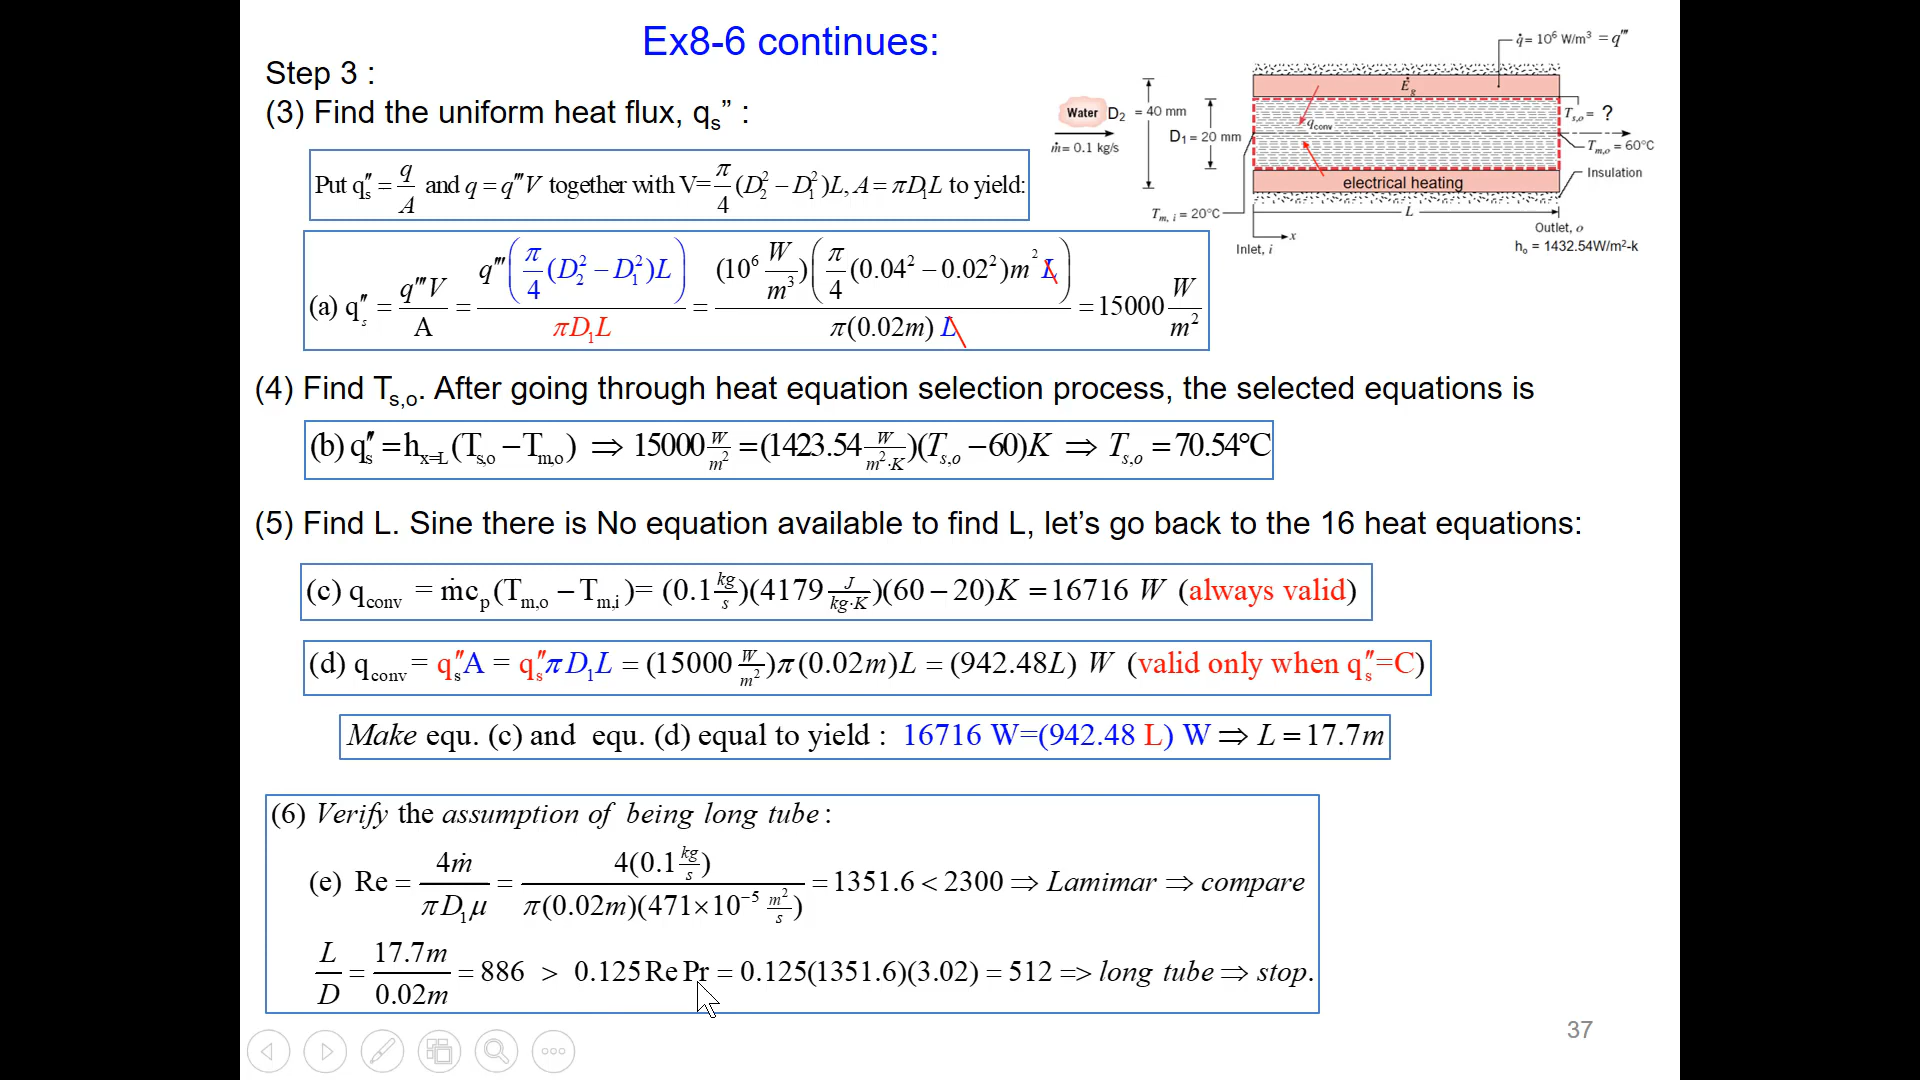 Ex8-6 continues:
Step 3 :
(3) Find the uniform heat flux, qs” :
Put q″s = q/A and q = q‴V together with V= π/4 (D₂² − D₁²)L, A = πD₁L to yield:
(a) q″s = q‴V/A = q‴(π/4 (D₂² − D₁²)L)/πD₁L = (10⁶ W/m³)(π/4 (0.04² − 0.02²)m² L)/π(0.02m) L = 15000 W/m²
(4) Find Ts,o. After going through heat equation selection process, the selected equations is
(b) q″s = hx=L (Ts,o − Tm,o) ⇒ 15000 W/m² = (1423.54 W/m²·K)(Ts,o − 60)K ⇒ Ts,o = 70.54°C
(5) Find L. Sine there is No equation available to find L, let’s go back to the 16 heat equations:
(c) qconv = ṁcp (Tm,o − Tm,i)= (0.1 kg/s)(4179 J/kg·K)(60 − 20)K = 16716 W (always valid)
(d) qconv = q″sA = q″sπD₁L = (15000 W/m²)π(0.02m)L = (942.48L) W (valid only when q″s=C)
Make equ. (c) and equ. (d) equal to yield : 16716 W=(942.48 L) W ⇒ L = 17.7m
(6) Verify the assumption of being long tube :
(e) Re = 4ṁ/πD₁μ = 4(0.1 kg/s)/π(0.02m)(471×10⁻⁵ m²/s) = 1351.6 < 2300 ⇒ Lamimar ⇒ compare
L/D = 17.7m/0.02m = 886 > 0.125 Re Pr = 0.125(1351.6)(3.02) = 512 => long tube ⇒ stop.
37
q̇ = 10⁶ W/m³ = q‴
Ėg
Water
D₂ = 40 mm
D₁ = 20 mm
ṁ = 0.1 kg/s
qconv
Ts,o = ?
Tm,o = 60°C
Insulation
electrical heating
Tm,i = 20°C
L
x
Inlet, i
Outlet, o
ho = 1432.54W/m²-k